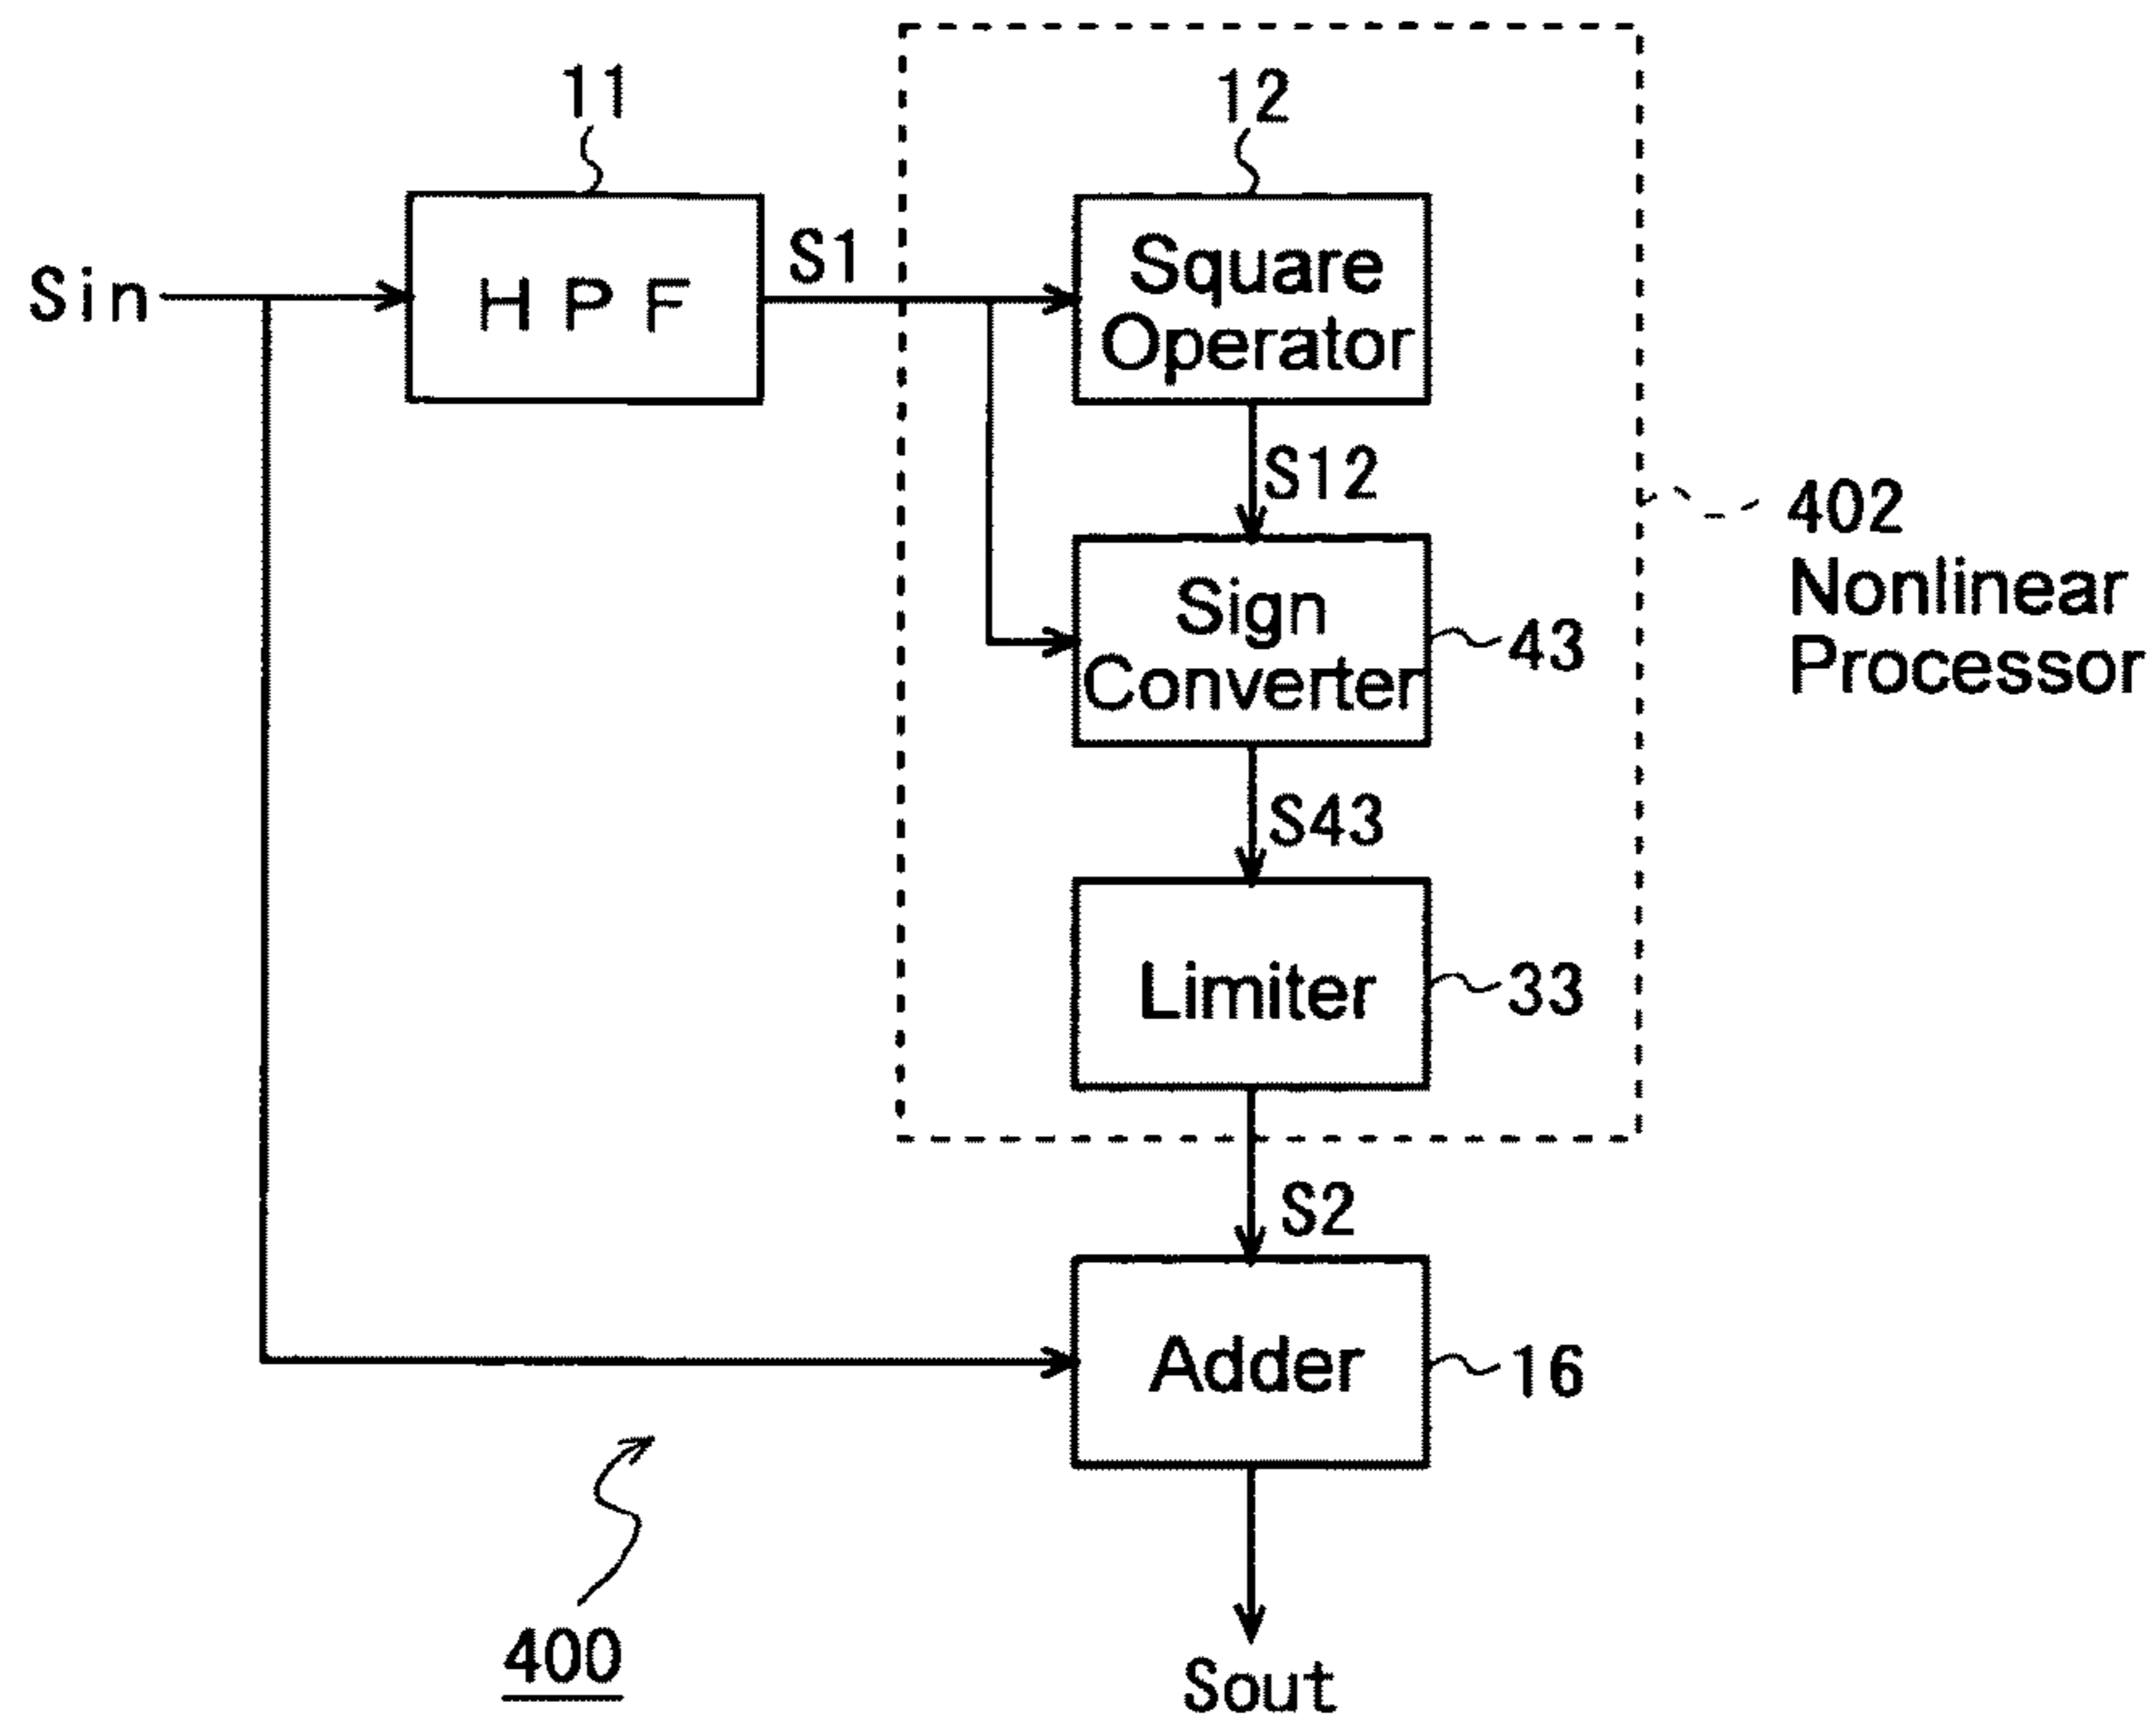 11
12
Sin
HPF
S1
Square
Operator
S12
402
Nonlinear
Processor
Sign
Converter
43
S43
Limiter
33
S2
Adder
16
400
Sout